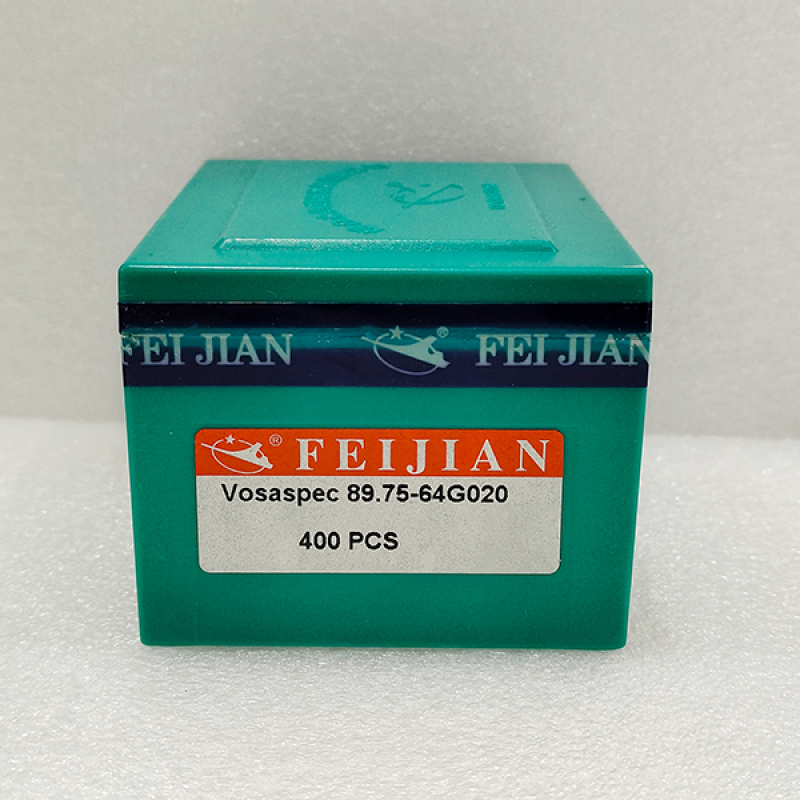 FEI JIAN ® FEI JIAN
® FEIJIAN
Vosaspec 89.75-64G020
400 PCS